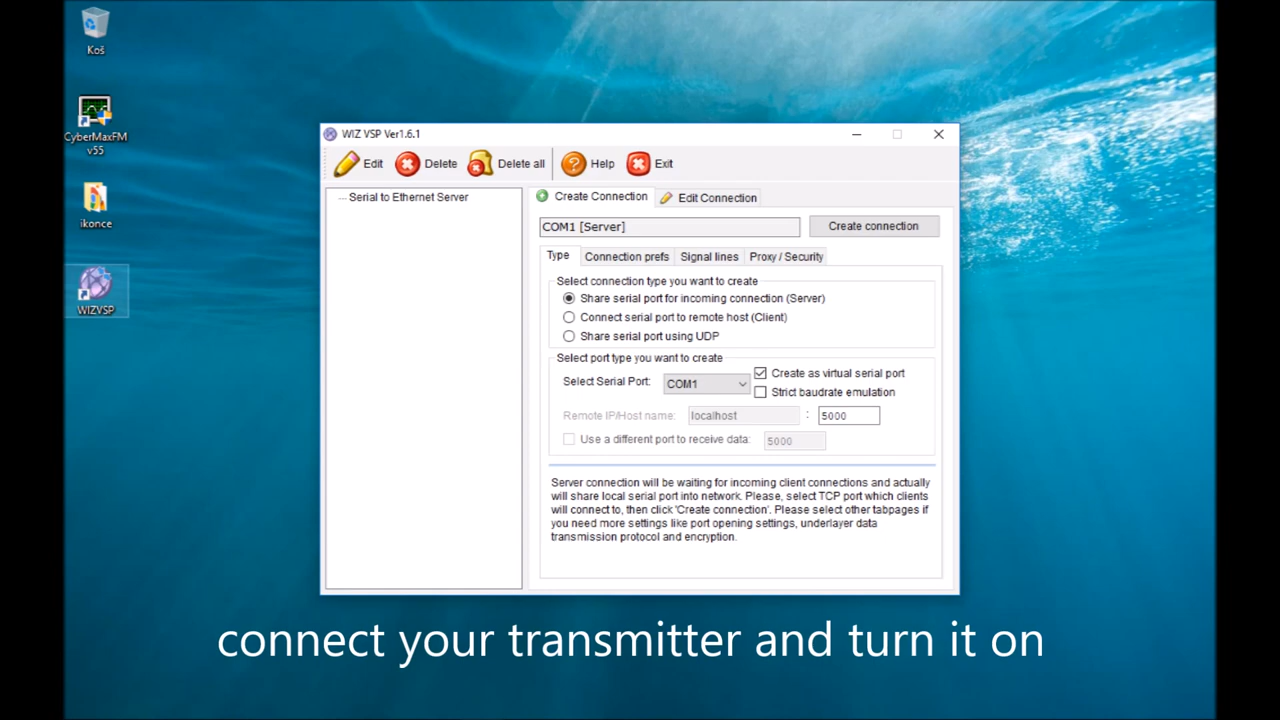 Koš
CyberMaxFM
v55
ikonce
WIZVSP
WIZ VSP Ver1.6.1
Edit Delete Delete all Help Exit
Serial to Ethernet Server
Create Connection Edit Connection
COM1 [Server] Create connection
Type Connection prefs Signal lines Proxy / Security
Select connection type you want to create
Share serial port for incoming connection (Server)
Connect serial port to remote host (Client)
Share serial port using UDP
Select port type you want to create
Select Serial Port: COM1 Create as virtual serial port
Strict baudrate emulation
Remote IP/Host name: localhost : 5000
Use a different port to receive data: 5000
Server connection will be waiting for incoming client connections and actually
will share local serial port into network. Please, select TCP port which clients
will connect to, then click 'Create connection'. Please select other tabpages if
you need more settings like port opening settings, underlayer data
transmission protocol and encryption.
connect your transmitter and turn it on